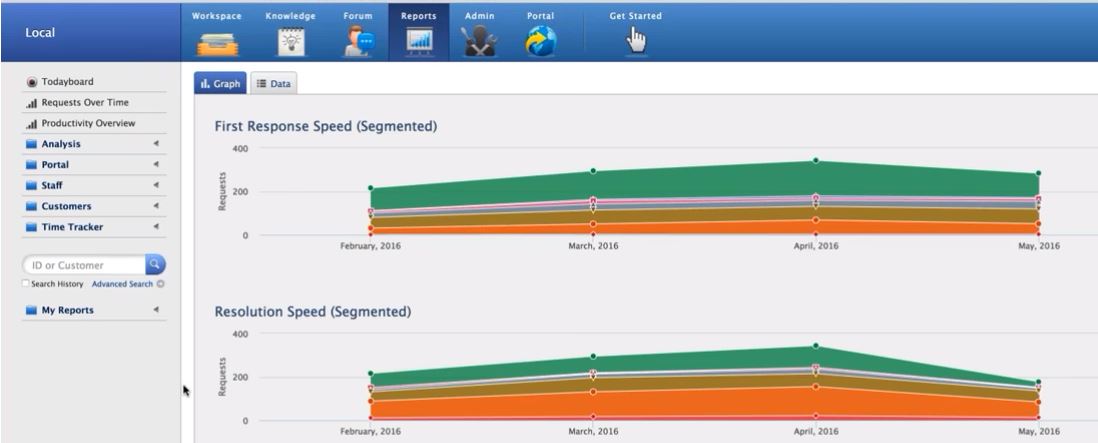 Local
Workspace Knowledge Forum Reports Admin Portal Get Started
Todayboard
Requests Over Time
Productivity Overview
Analysis
Portal
Staff
Customers
Time Tracker
ID or Customer
Search History Advanced Search
My Reports
Graph Data
First Response Speed (Segmented)
400
200
0
Requests
February, 2016 March, 2016 April, 2016 May, 2016
Resolution Speed (Segmented)
400
200
0
Requests
February, 2016 March, 2016 April, 2016 May, 2016